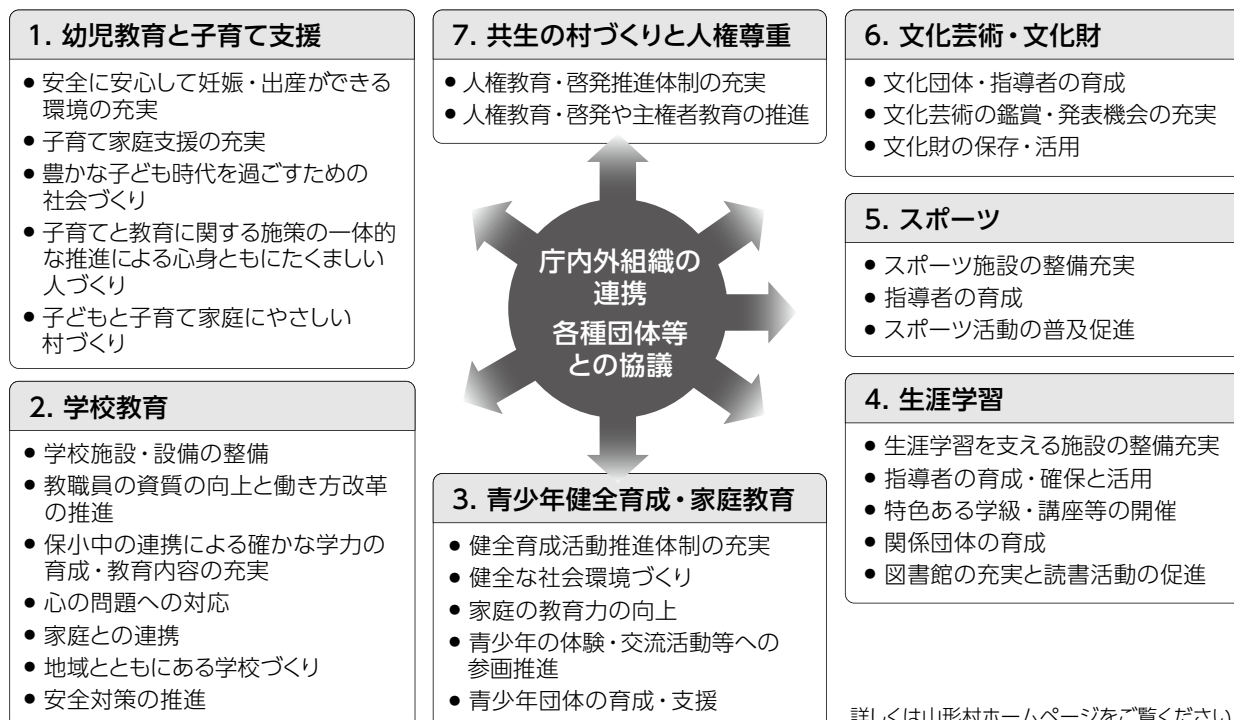 1. 幼児教育と子育て支援
● 安全に安心して妊娠・出産ができる
環境の充実
● 子育て家庭支援の充実
● 豊かな子ども時代を過ごすための
社会づくり
● 子育てと教育に関する施策の一体的
な推進による心身ともにたくましい
人づくり
● 子どもと子育て家庭にやさしい
村づくり
2. 学校教育
● 学校施設・設備の整備
● 教職員の資質の向上と働き方改革
の推進
● 保小中の連携による確かな学力の
育成・教育内容の充実
● 心の問題への対応
● 家庭との連携
● 地域とともにある学校づくり
● 安全対策の推進
7. 共生の村づくりと人権尊重
● 人権教育・啓発推進体制の充実
● 人権教育・啓発や主権者教育の推進
庁内外組織の
連携
各種団体等
との協議
3. 青少年健全育成・家庭教育
● 健全育成活動推進体制の充実
● 健全な社会環境づくり
● 家庭の教育力の向上
● 青少年の体験・交流活動等への
参画推進
● 青少年団体の育成・支援
6. 文化芸術・文化財
● 文化団体・指導者の育成
● 文化芸術の鑑賞・発表機会の充実
● 文化財の保存・活用
5. スポーツ
● スポーツ施設の整備充実
● 指導者の育成
● スポーツ活動の普及促進
4. 生涯学習
● 生涯学習を支える施設の整備充実
● 指導者の育成・確保と活用
● 特色ある学級・講座等の開催
● 関係団体の育成
● 図書館の充実と読書活動の促進
詳しくは山形村ホームページをご覧ください